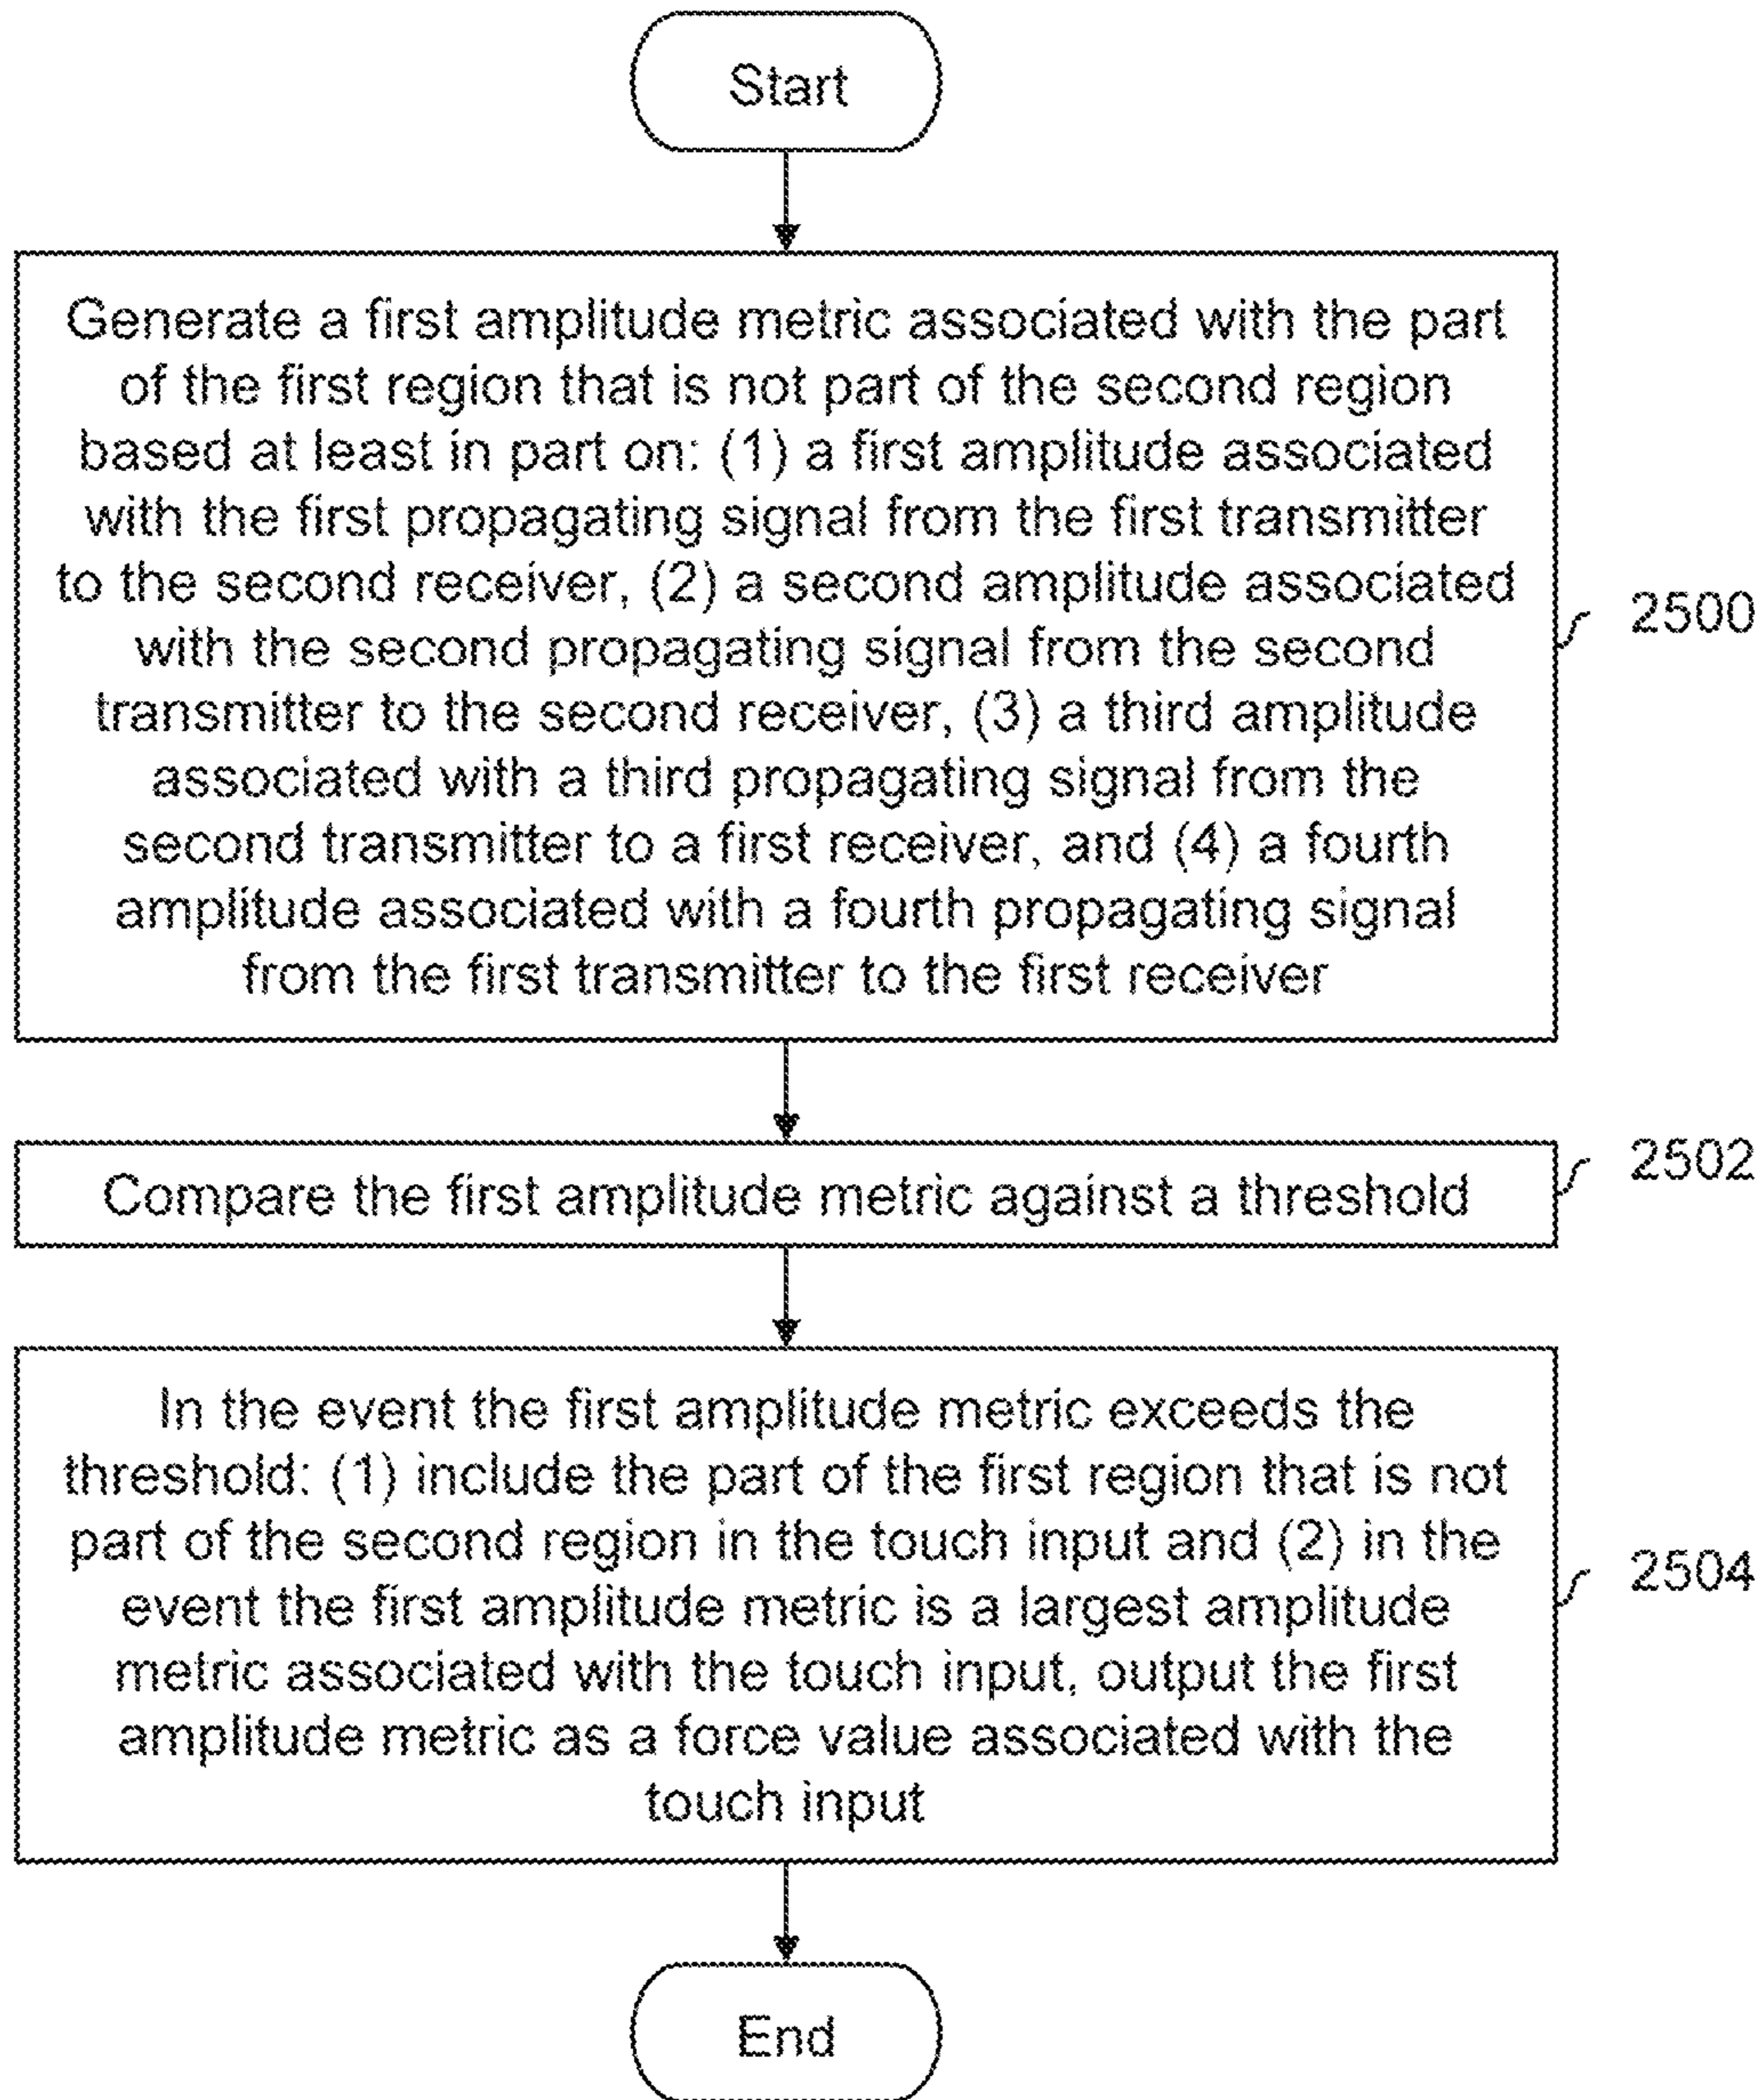 Start
Generate a first amplitude metric associated with the part
of the first region that is not part of the second region
based at least in part on: (1) a first amplitude associated
with the first propagating signal from the first transmitter
to the second receiver, (2) a second amplitude associated
with the second propagating signal from the second
transmitter to the second receiver, (3) a third amplitude
associated with a third propagating signal from the
second transmitter to a first receiver, and (4) a fourth
amplitude associated with a fourth propagating signal
from the first transmitter to the first receiver
2500
Compare the first amplitude metric against a threshold
2502
In the event the first amplitude metric exceeds the
threshold: (1) include the part of the first region that is not
part of the second region in the touch input and (2) in the
event the first amplitude metric is a largest amplitude
metric associated with the touch input, output the first
amplitude metric as a force value associated with the
touch input
2504
End